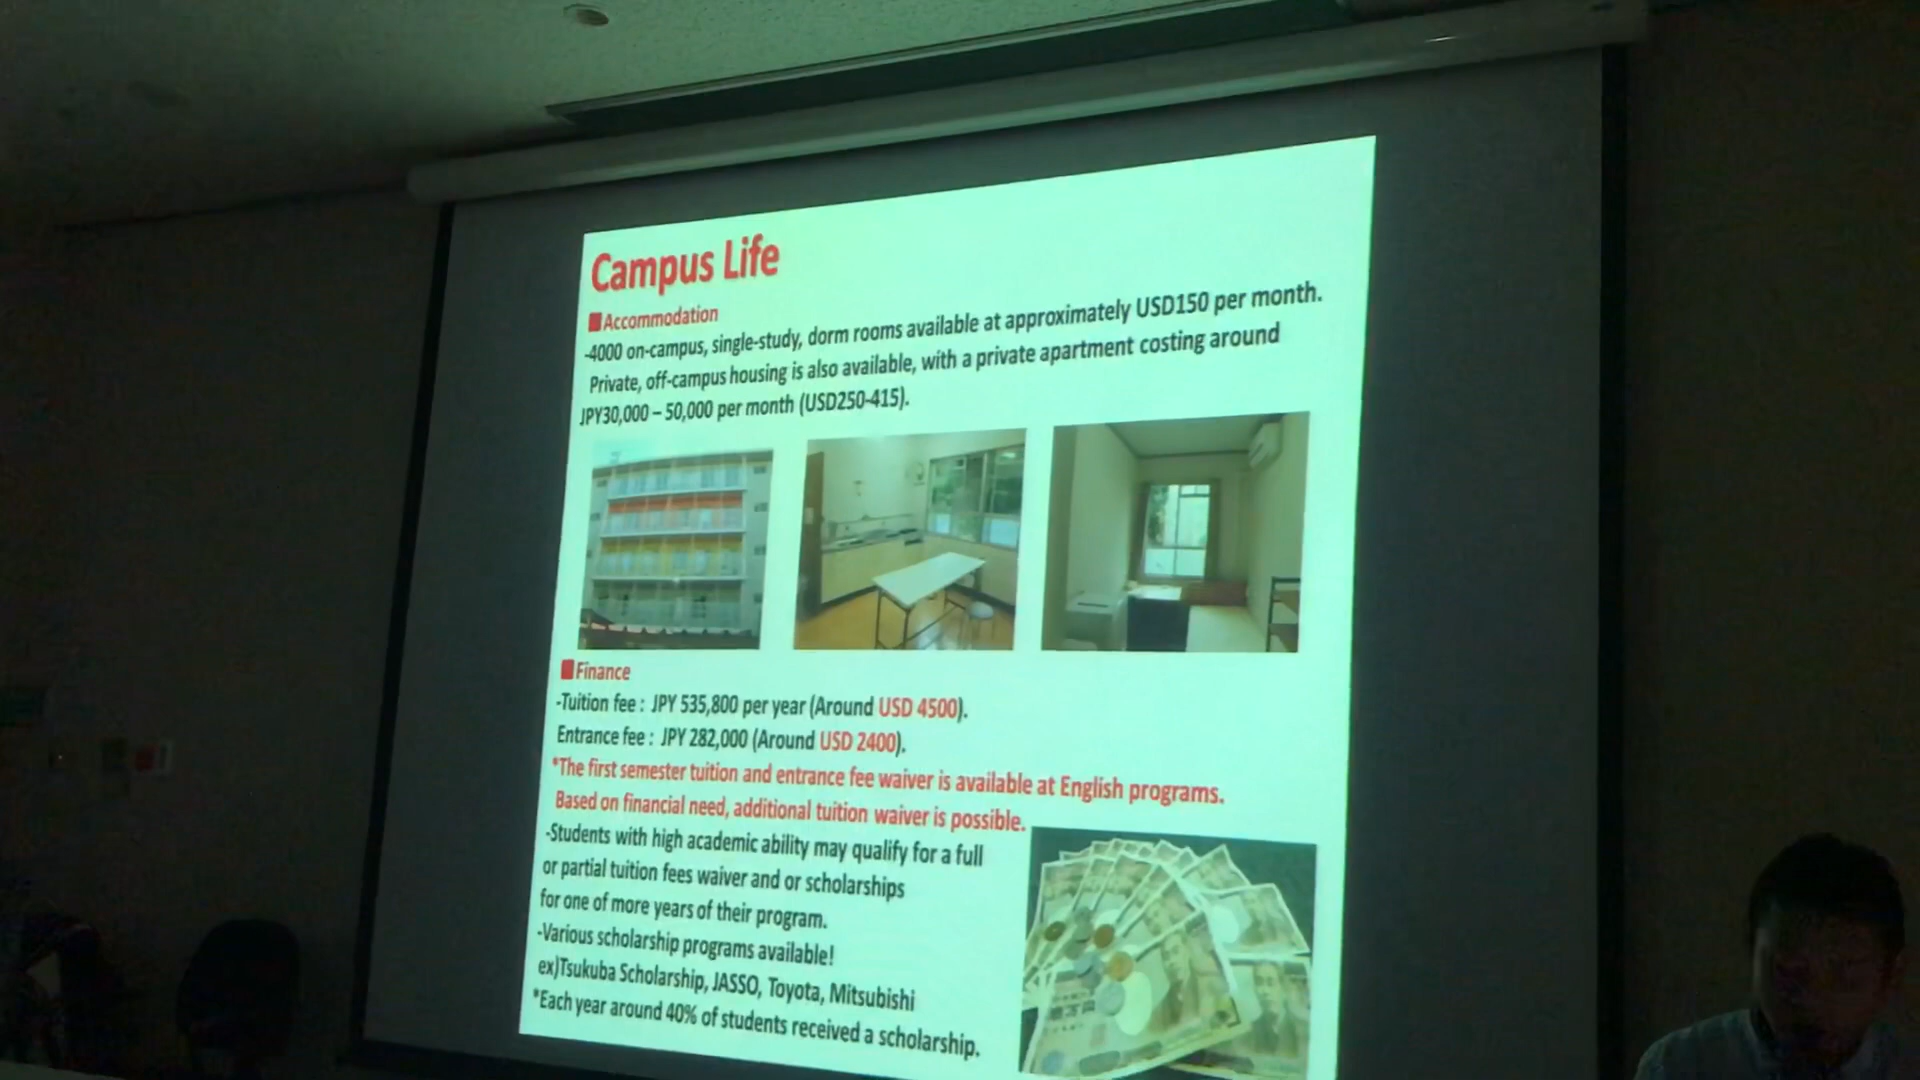 Campus Life
■Accommodation
-4000 on-campus, single-study, dorm rooms available at approximately USD150 per month.
Private, off-campus housing is also available, with a private apartment costing around
JPY30,000 – 50,000 per month (USD250-415).
■Finance
-Tuition fee : JPY 535,800 per year (Around USD 4500).
Entrance fee : JPY 282,000 (Around USD 2400).
*The first semester tuition and entrance fee waiver is available at English programs.
Based on financial need, additional tuition waiver is possible.
-Students with high academic ability may qualify for a full
or partial tuition fees waiver and or scholarships
for one of more years of their program.
-Various scholarship programs available!
ex)Tsukuba Scholarship, JASSO, Toyota, Mitsubishi
*Each year around 40% of students received a scholarship.